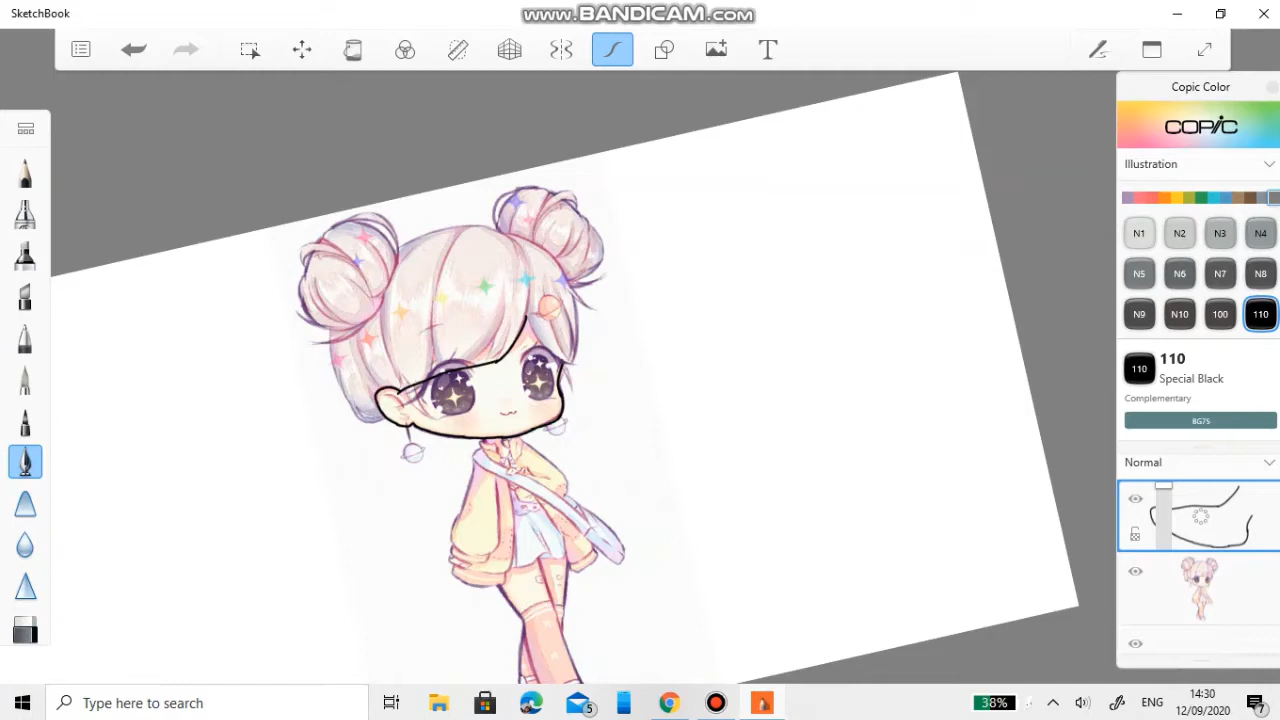 SketchBook
www.BANDICAM.com
T
Copic Color
COPIC
Illustration
N1 N2 N3 N4
N5 N6 N7 N8
N9 N10 100 110
110
110
Special Black
Complementary
BG75
Normal
Type here to search
5
38%
ENG
14:30
12/09/2020
7